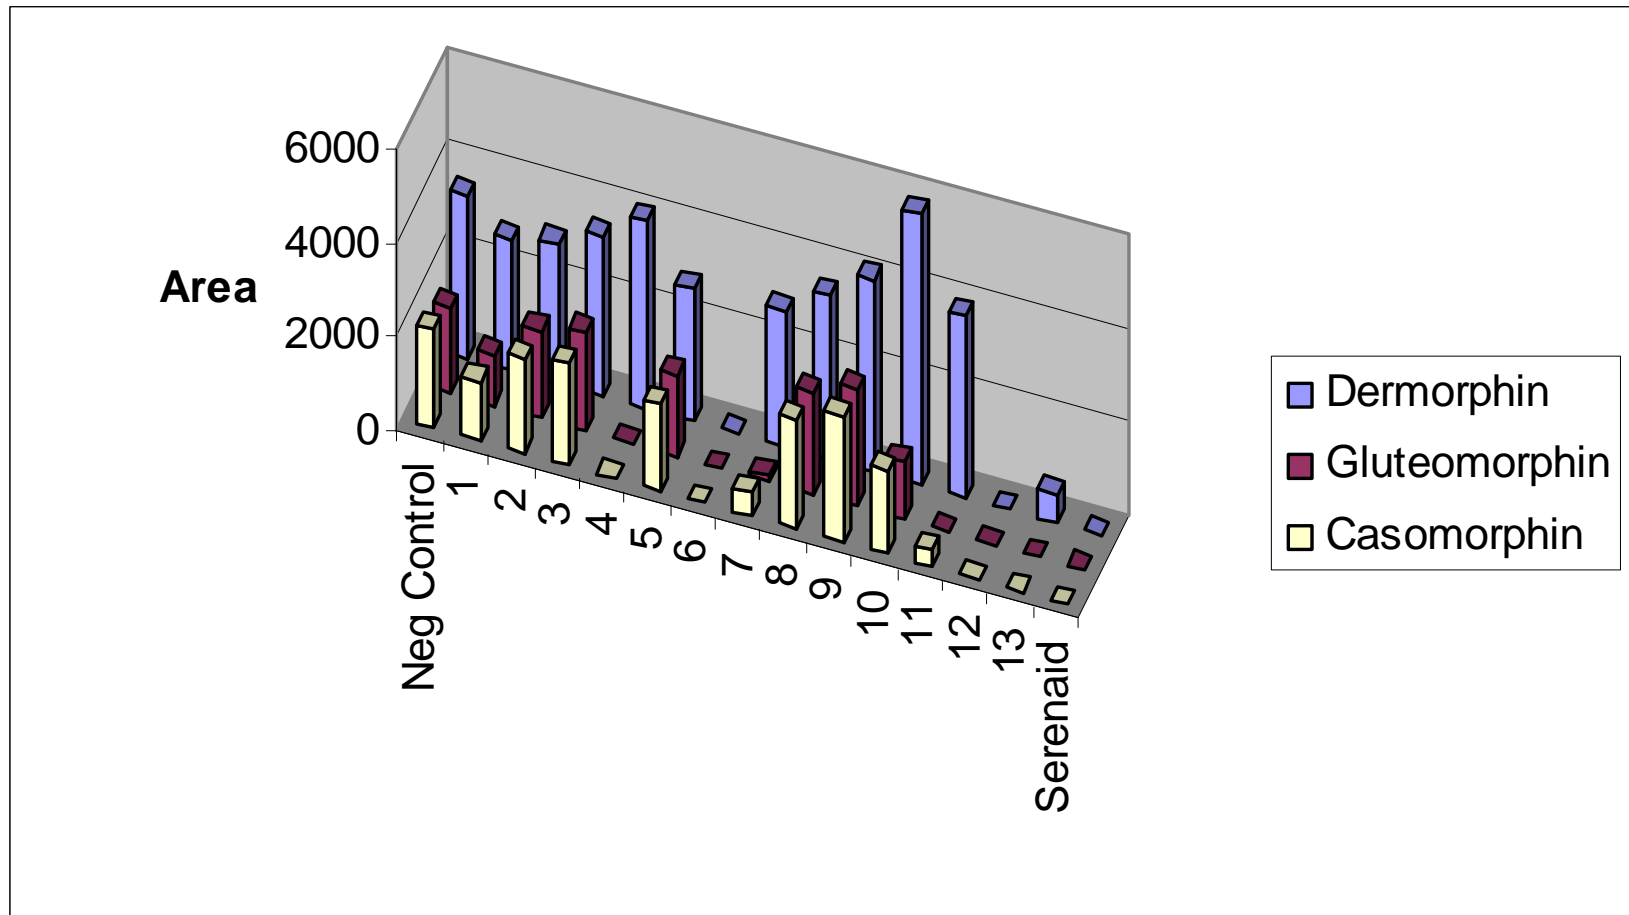 6000
4000
2000
0
Area
Neg Control
1
2
3
4
5
6
7
8
9
10
11
12
13
Serenaid
Dermorphin
Gluteomorphin
Casomorphin